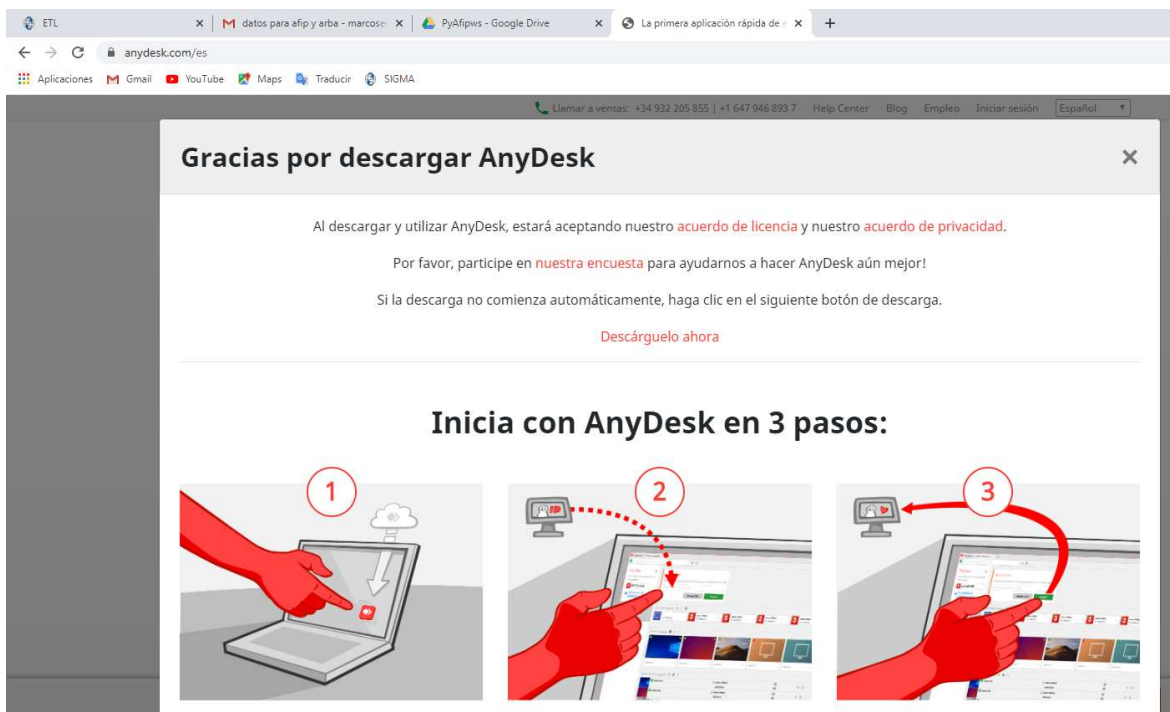 ETL
datos para afip y arba - marcose
PyAfipws - Google Drive
La primera aplicación rápida de e
anydesk.com/es
Aplicaciones Gmail YouTube Maps Traducir SIGMA
Llamar a ventas: +34 932 205 855 | +1 647 946 893 7 Help Center Blog Empleo Iniciar sesión Español
Gracias por descargar AnyDesk
Al descargar y utilizar AnyDesk, estará aceptando nuestro acuerdo de licencia y nuestro acuerdo de privacidad.
Por favor, participe en nuestra encuesta para ayudarnos a hacer AnyDesk aún mejor!
Si la descarga no comienza automáticamente, haga clic en el siguiente botón de descarga.
Descárguelo ahora
Inicia con AnyDesk en 3 pasos:
1
2
3
ID